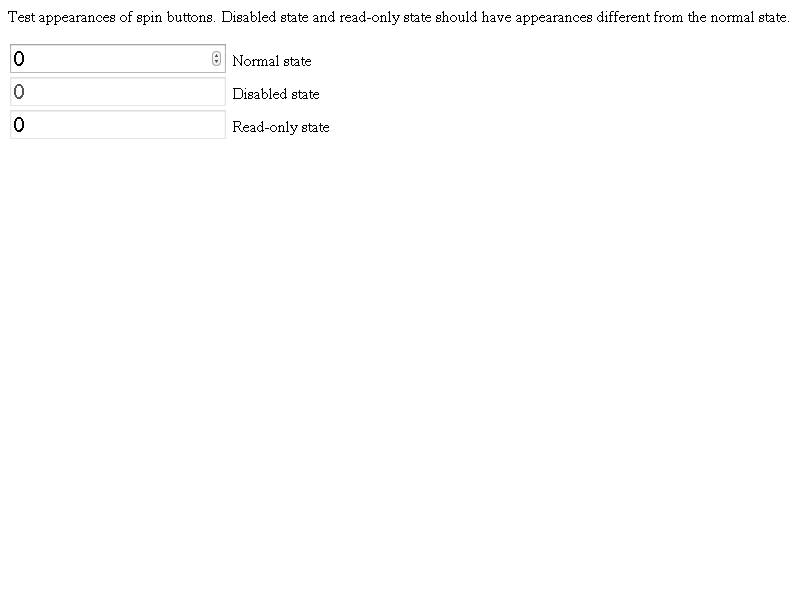 Test appearances of spin buttons. Disabled state and read-only state should have appearances different from the normal state.
0 Normal state
0 Disabled state
0 Read-only state